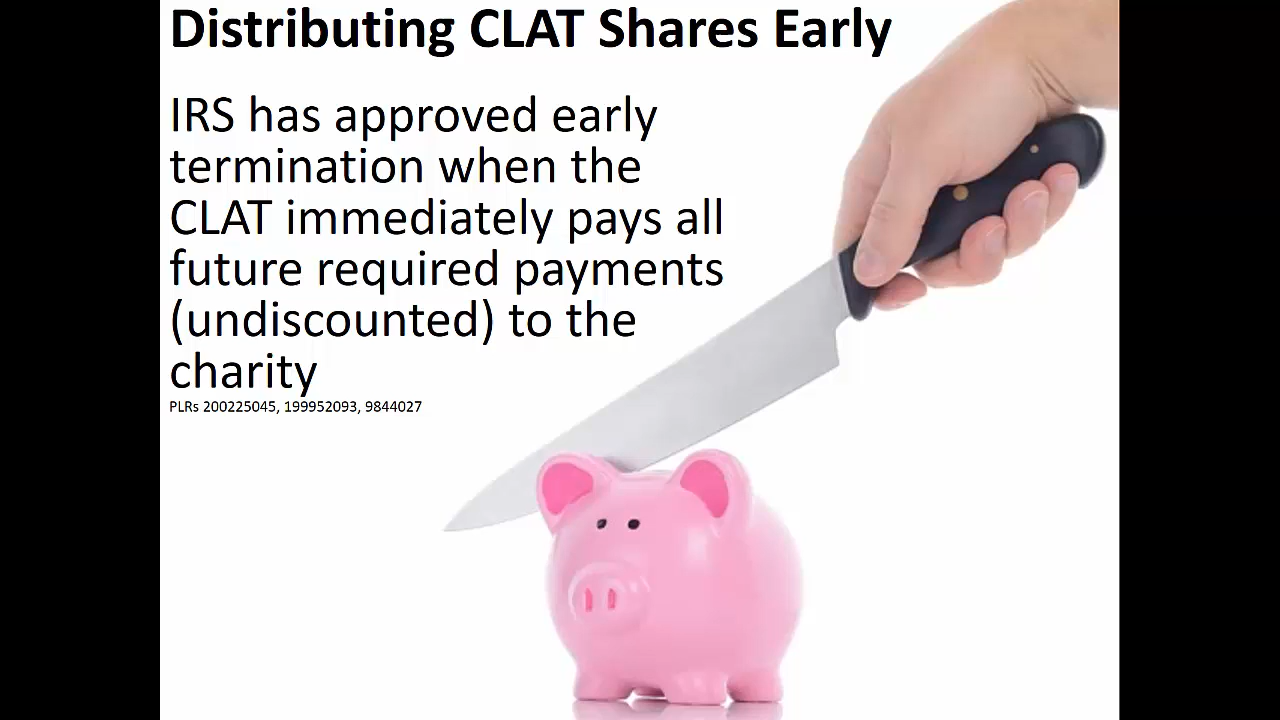 Distributing CLAT Shares Early
IRS has approved early
termination when the
CLAT immediately pays all
future required payments
(undiscounted) to the
charity
PLRs 200225045, 199952093, 9844027